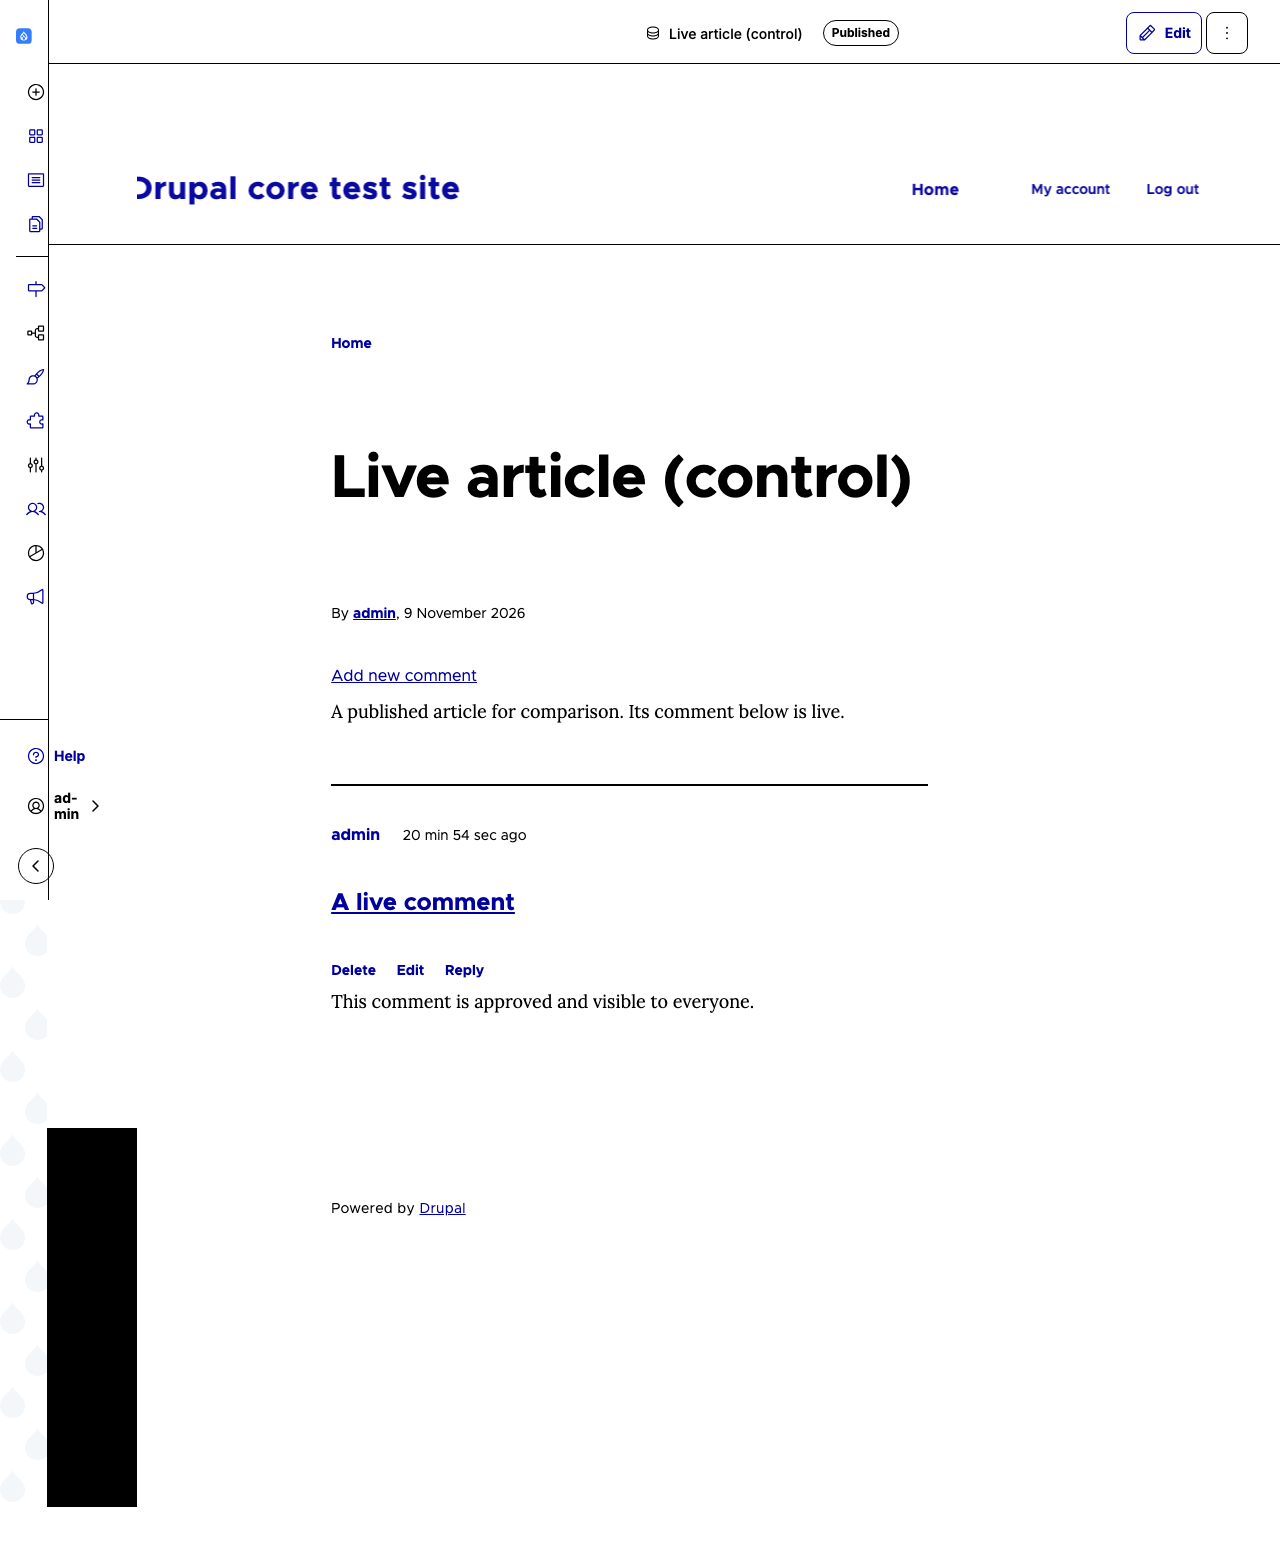 Live article (control)
Published
Edit
Drupal core test site
Home
My account
Log out
Home
Live article (control)
By admin, 9 November 2026
Add new comment
A published article for comparison. Its comment below is live.
Help
ad-
min
admin
20 min 54 sec ago
A live comment
Delete
Edit
Reply
This comment is approved and visible to everyone.
Powered by Drupal